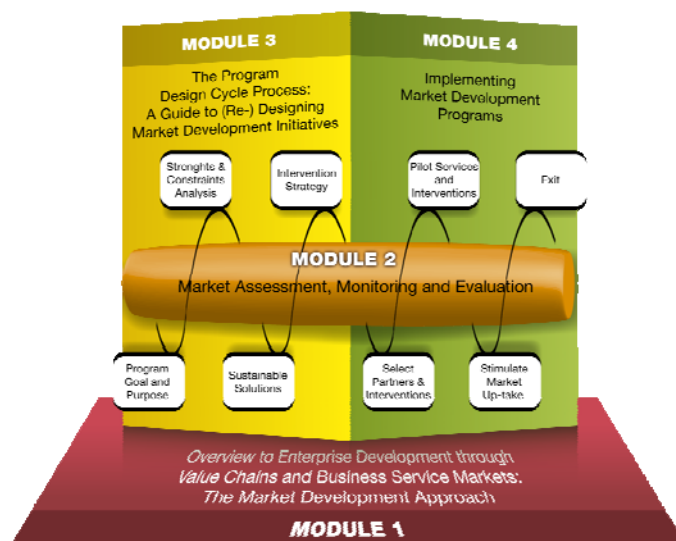 MODULE 3
The Program
Design Cycle Process:
A Guide to (Re-) Designing
Market Development Initiatives
MODULE 4
Implementing
Market Development
Programs
Strenghts &
Constraints
Analysis
Intervention
Strategy
Pilot Services
and
Interventions
Exit
MODULE 2
Market Assessment, Monitoring and Evaluation
Program
Goal and
Purpose
Sustainable
Solutions
Select
Partners &
Interventions
Stimulate
Market
Up-take
Overview to Enterprise Development through
Value Chains and Business Service Markets:
The Market Development Approach
MODULE 1